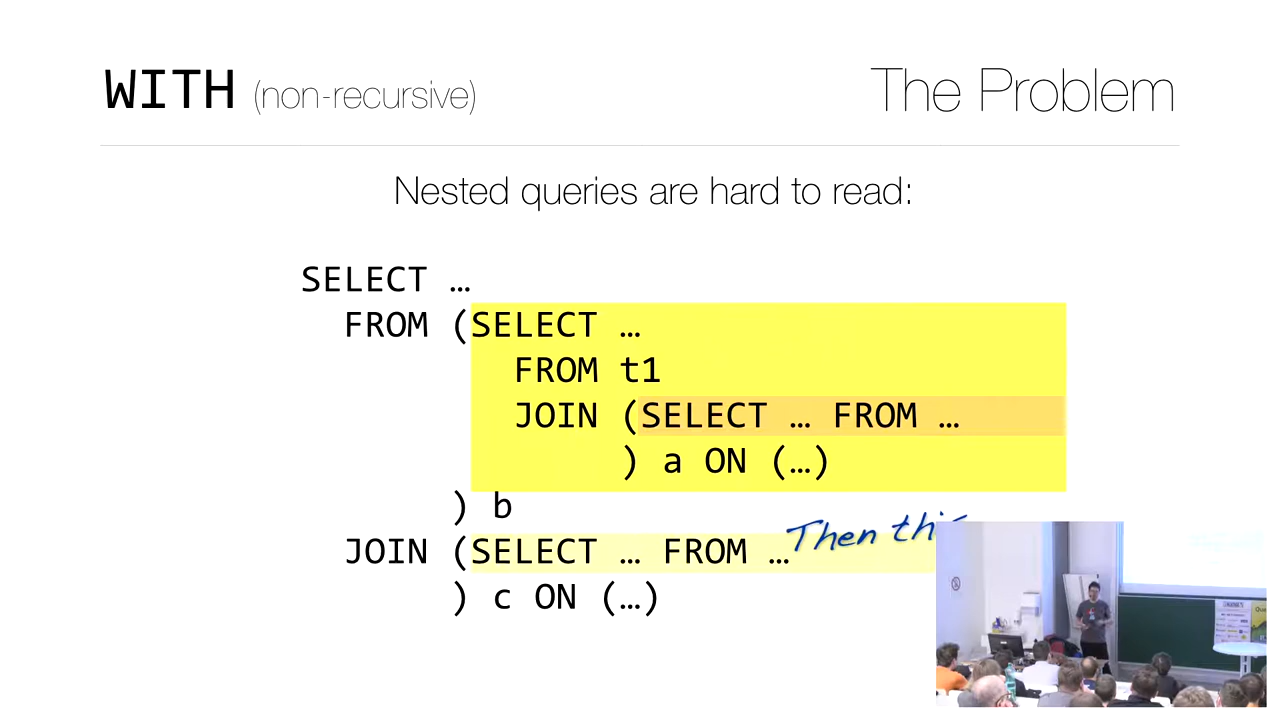 WITH (non-recursive)
The Problem
Nested queries are hard to read:
SELECT …
FROM (SELECT …
FROM t1
JOIN (SELECT … FROM …
) a ON (…)
) b
Then
JOIN (SELECT … FROM …
) c ON (…)